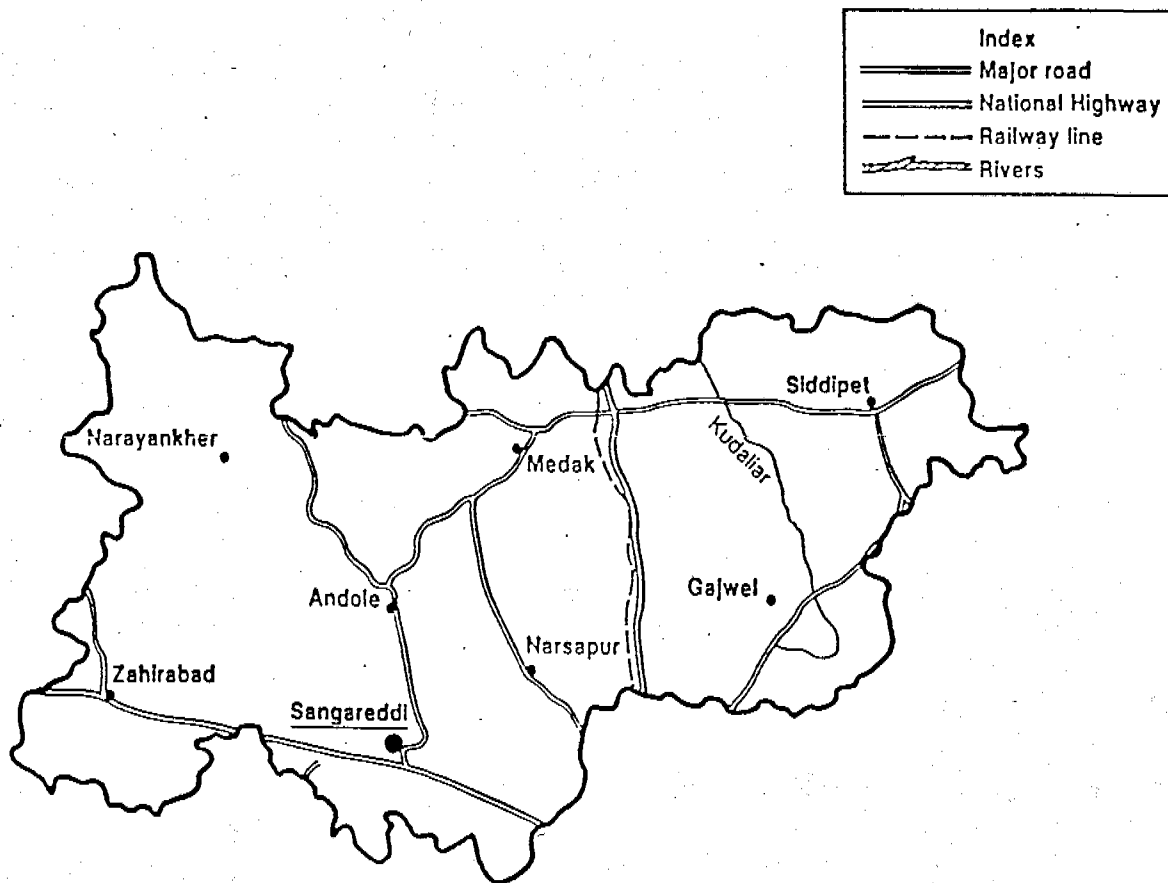 Index
Major road
National Highway
Railway line
Rivers
Siddipet
Narayankher
Medak
Kudaliar
Andole
Gajwel
Narsapur
Zahirabad
Sangareddi